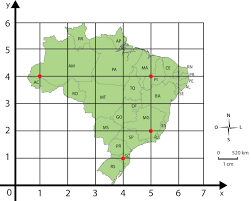 y
6
5
4
3
2
1
0
1
2
3
4
5
6
7
x
RR
AP
AM
PA
MA
CE
RN
PB
PE
AL
SE
PI
AC
RO
TO
BA
MT
DF
GO
MG
ES
MS
SP
RJ
PR
SC
RS
N
O
L
S
0 520 km
1 cm